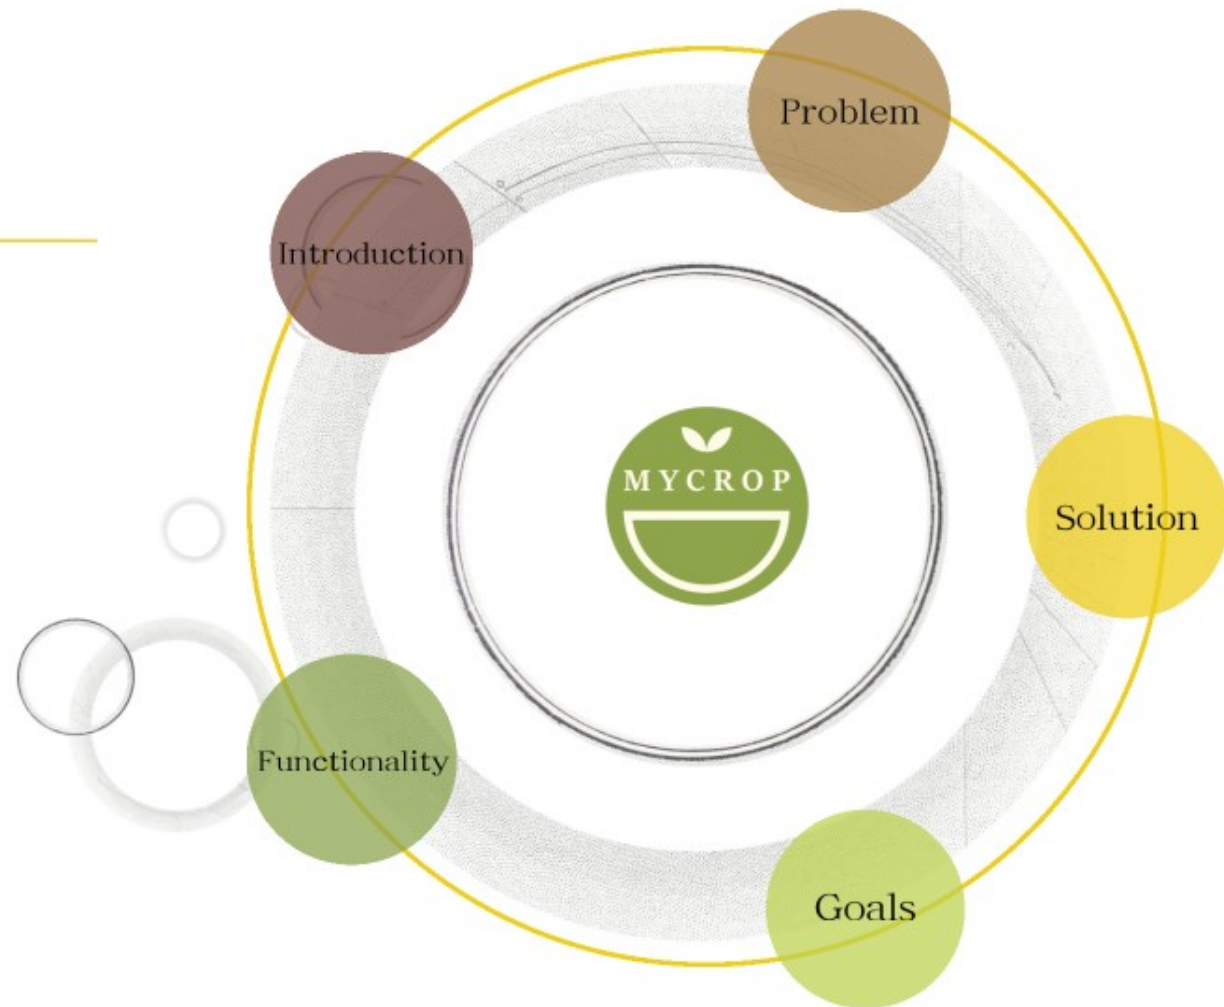 Problem
Introduction
MYCROP
Solution
Functionality
Goals